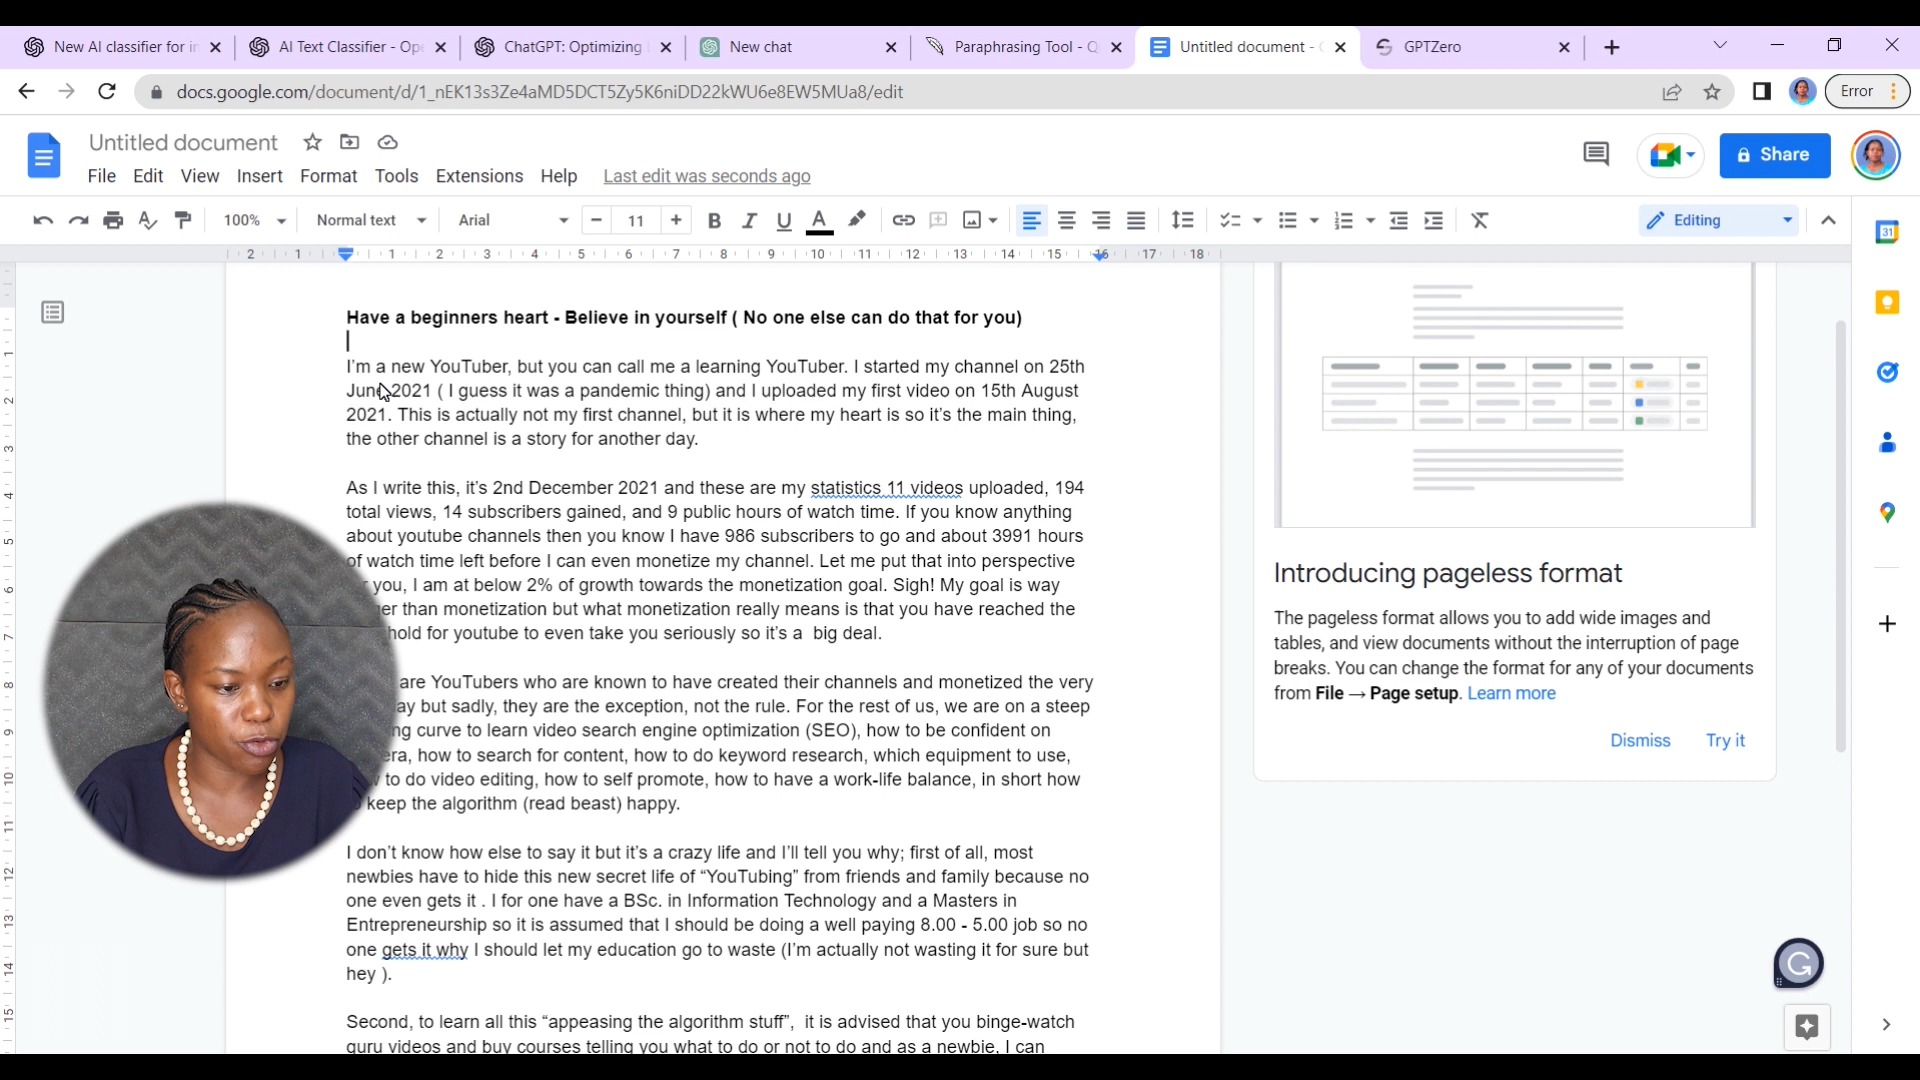 New AI classifier for in
AI Text Classifier - Ope
ChatGPT: Optimizing
New chat
Paraphrasing Tool - Q
Untitled document -
GPTZero
docs.google.com/document/d/1_nEK13s3Ze4aMD5DCT5Zy5K6niDD22kWU6e8EW5MUa8/edit
Error
Untitled document
File Edit View Insert Format Tools Extensions Help Last edit was seconds ago
Share
100% Normal text Arial 11 Editing
2 1 1 2 3 4 5 6 7 8 9 10 11 12 13 14 15 16 17 18
31
Have a beginners heart - Believe in yourself ( No one else can do that for you)
I'm a new YouTuber, but you can call me a learning YouTuber. I started my channel on 25th
June 2021 ( I guess it was a pandemic thing) and I uploaded my first video on 15th August
2021. This is actually not my first channel, but it is where my heart is so it's the main thing,
the other channel is a story for another day.
As I write this, it's 2nd December 2021 and these are my statistics 11 videos uploaded, 194
total views, 14 subscribers gained, and 9 public hours of watch time. If you know anything
about youtube channels then you know I have 986 subscribers to go and about 3991 hours
of watch time left before I can even monetize my channel. Let me put that into perspective
you, I am at below 2% of growth towards the monetization goal. Sigh! My goal is way
than monetization but what monetization really means is that you have reached the
hold for youtube to even take you seriously so it's a  big deal.
are YouTubers who are known to have created their channels and monetized the very
ay but sadly, they are the exception, not the rule. For the rest of us, we are on a steep
ng curve to learn video search engine optimization (SEO), how to be confident on
era, how to search for content, how to do keyword research, which equipment to use,
to do video editing, how to self promote, how to have a work-life balance, in short how
keep the algorithm (read beast) happy.
I don't know how else to say it but it's a crazy life and I'll tell you why; first of all, most
newbies have to hide this new secret life of “YouTubing” from friends and family because no
one even gets it . I for one have a BSc. in Information Technology and a Masters in
Entrepreneurship so it is assumed that I should be doing a well paying 8.00 - 5.00 job so no
one gets it why I should let my education go to waste (I'm actually not wasting it for sure but
hey ).
Second, to learn all this “appeasing the algorithm stuff”,  it is advised that you binge-watch
guru videos and buy courses telling you what to do or not to do and as a newbie, I can
Introducing pageless format
The pageless format allows you to add wide images and
tables, and view documents without the interruption of page
breaks. You can change the format for any of your documents
from File → Page setup. Learn more
Dismiss Try it